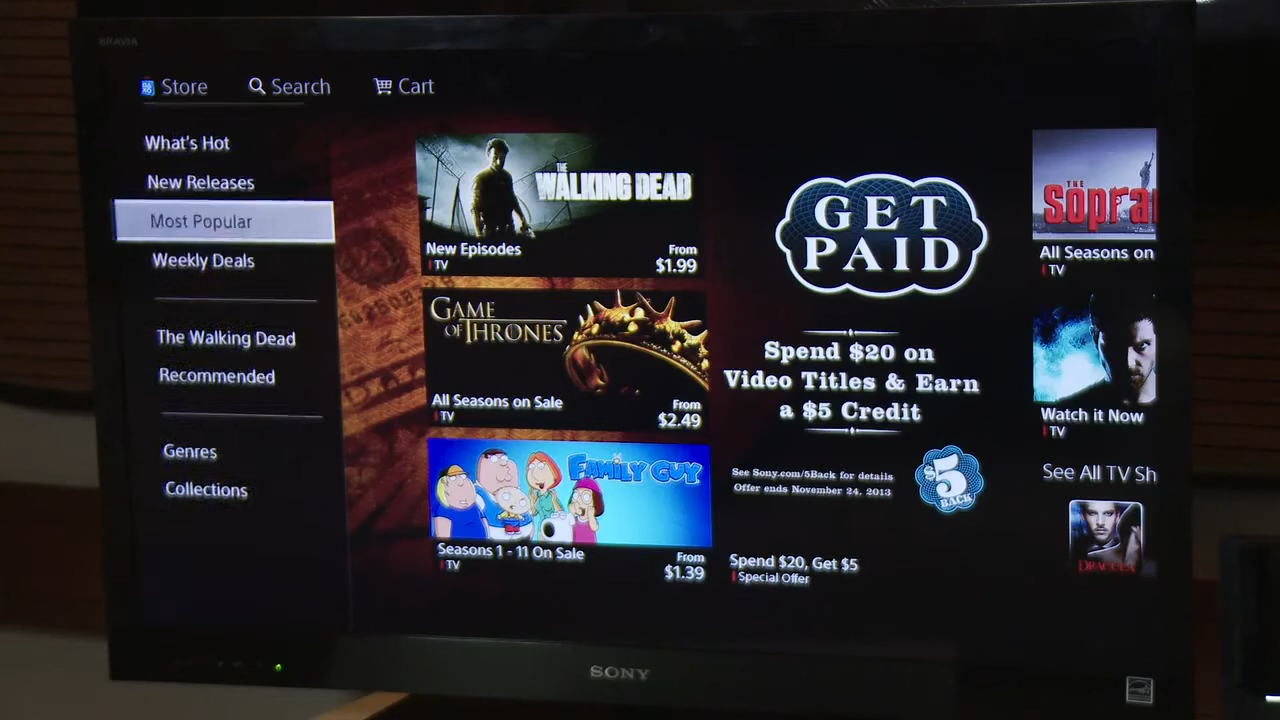 BRAVIA
Store
Search
Cart
What's Hot
New Releases
Most Popular
Weekly Deals
The Walking Dead
Recommended
Genres
Collections
THE
WALKING DEAD
New Episodes
TV
From
$1.99
GAME
OF THRONES
All Seasons on Sale
TV
From
$2.49
FAMILY GUY
Seasons 1 - 11 On Sale
TV
From
$1.39
GET
PAID
Spend $20 on
Video Titles & Earn
a $5 Credit
See Sony.com/5Back for details
Offer ends November 24, 2013
$5
BACK
Spend $20, Get $5
Special Offer
THE
Sopra
All Seasons on
TV
Watch it Now
TV
See All TV Sh
DRACULA
SONY